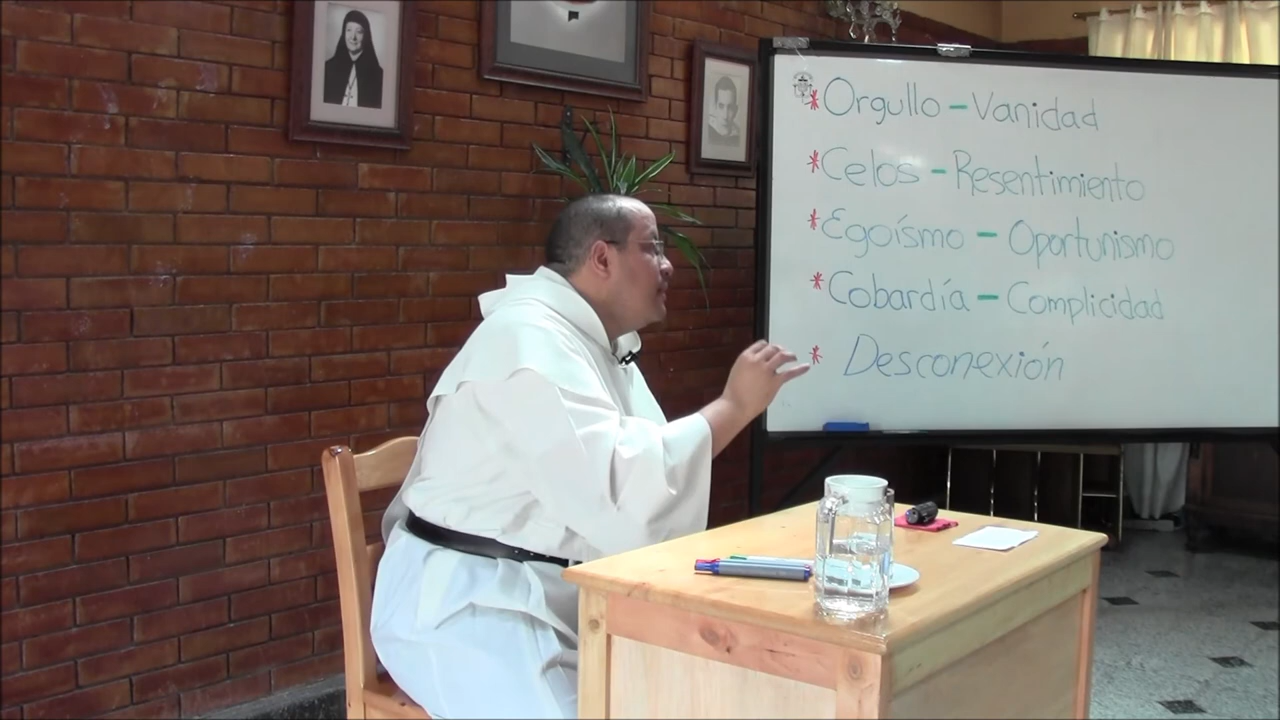 * Orgullo - Vanidad
* Celos - Resentimiento
* Egoísmo - Oportunismo
* Cobardía - Complicidad
* Desconexión